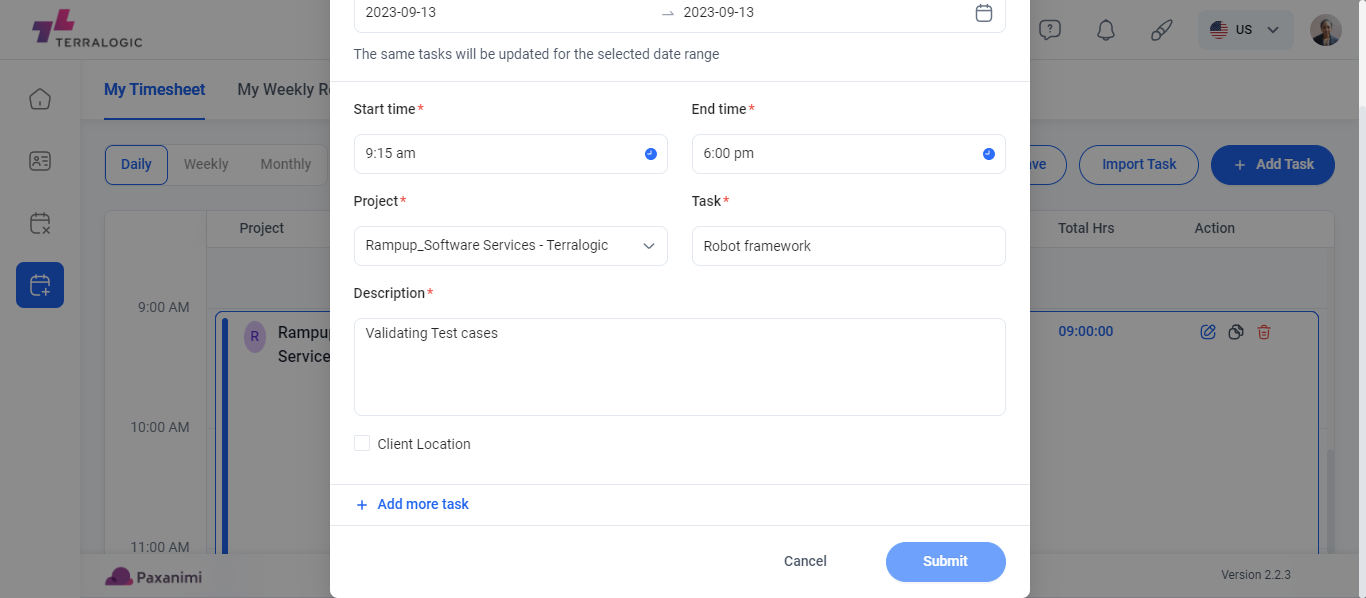 2023-09-13 → 2023-09-13
TERRALOGIC
US
The same tasks will be updated for the selected date range
My Timesheet My Weekly R
Start time* End time*
9:15 am 6:00 pm
Daily Weekly Monthly
ve Import Task + Add Task
Project* Task*
Rampup_Software Services - Terralogic Robot framework
Project Total Hrs Action
Description*
9:00 AM
Validating Test cases
R Rampup 09:00:00
Service
10:00 AM
Client Location
+ Add more task
11:00 AM
Cancel Submit
Paxanimi Version 2.2.3